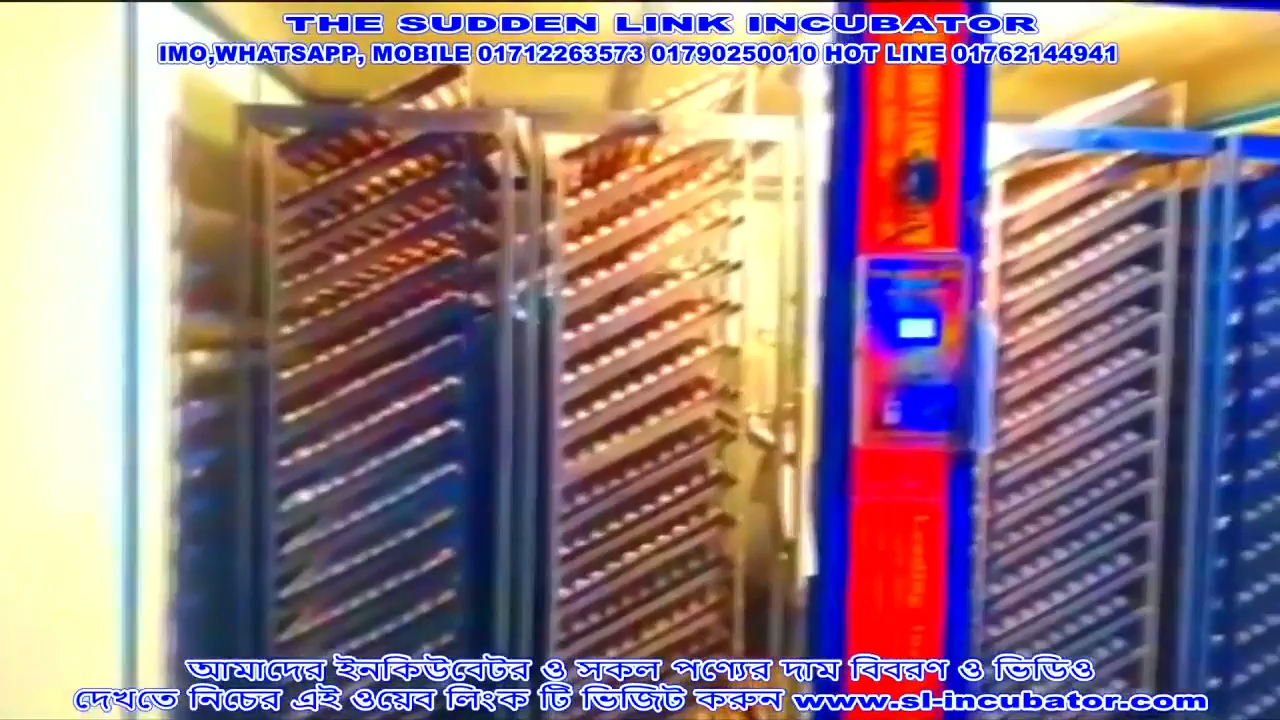 THE SUDDEN LINK INCUBATOR
IMO,WHATSAPP, MOBILE 01712263573 01790250010 HOT LINE 01762144941
Leading
আমাদের ইনকিউবেটর ও সকল পণ্যের দাম বিবরণ ও ভিডিও
দেখতে নিচের এই ওয়েব লিংক টি ভিজিট করুন www.sl-incubator.com